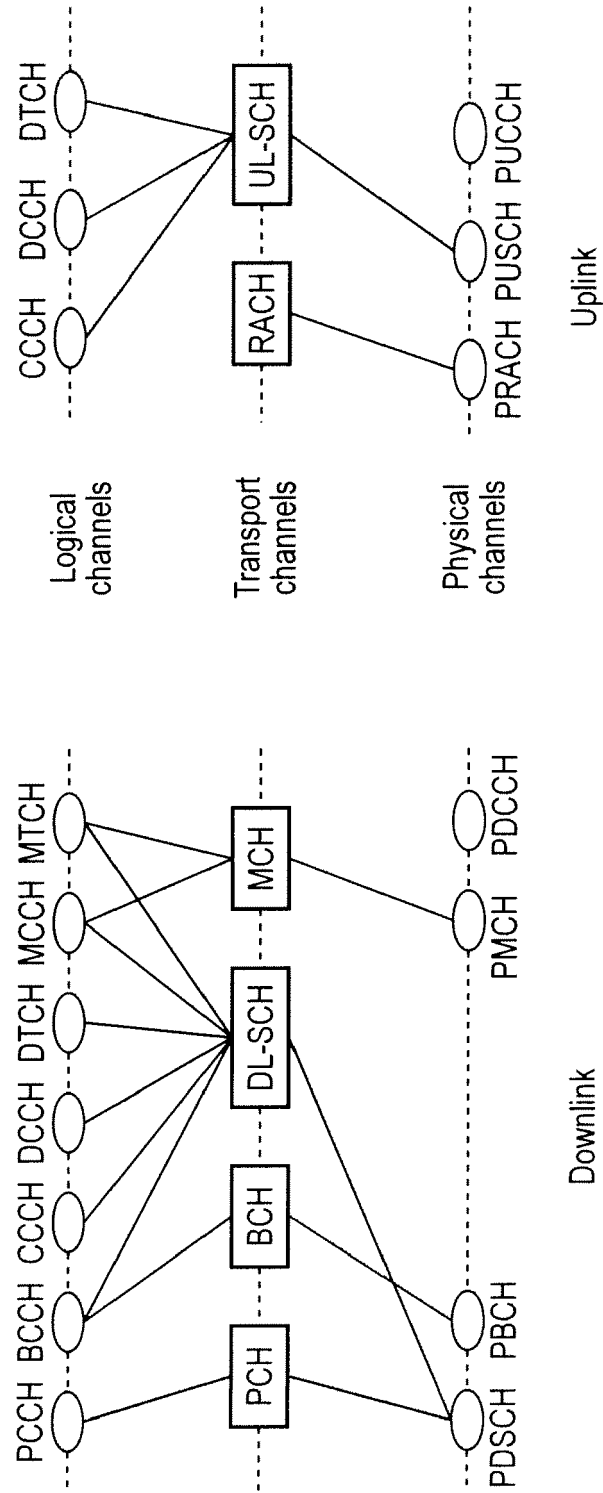 PCCH BCCH CCCH DCCH DTCH MCCH MTCH
PCH BCH DL-SCH MCH
PDSCH PBCH PMCH PDCCH
Downlink
Logical
channels
Transport
channels
Physical
channels
CCCH DCCH DTCH
RACH UL-SCH
PRACH PUSCH PUCCH
Uplink